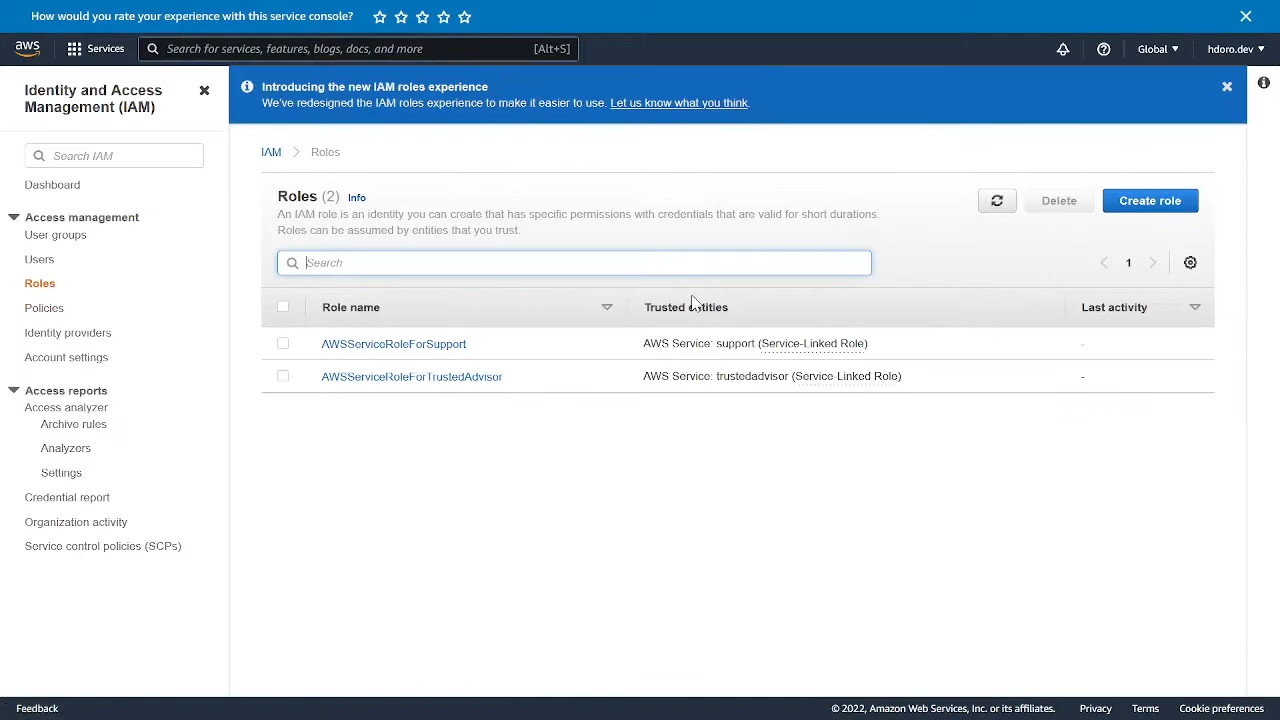 How would you rate your experience with this service console?
aws
Services
Search for services, features, blogs, docs, and more
[Alt+S]
Global
hdoro.dev
Identity and Access
Management (IAM)
Search IAM
Dashboard
Access management
User groups
Users
Roles
Policies
Identity providers
Account settings
Access reports
Access analyzer
Archive rules
Analyzers
Settings
Credential report
Organization activity
Service control policies (SCPs)
Introducing the new IAM roles experience
We've redesigned the IAM roles experience to make it easier to use. Let us know what you think.
IAM
Roles
Roles (2) Info
An IAM role is an identity you can create that has specific permissions with credentials that are valid for short durations.
Roles can be assumed by entities that you trust.
Delete
Create role
Search
1
Role name
Trusted entities
Last activity
AWSServiceRoleForSupport
AWS Service: support (Service-Linked Role)
-
AWSServiceRoleForTrustedAdvisor
AWS Service: trustedadvisor (Service-Linked Role)
-
Feedback
© 2022, Amazon Web Services, Inc. or its affiliates.
Privacy
Terms
Cookie preferences